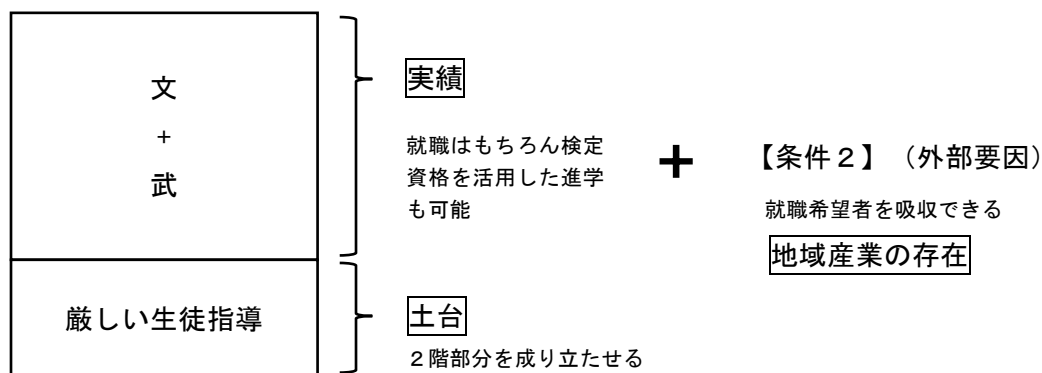 文
+
武
実績
就職はもちろん検定
資格を活用した進学
も可能
+
【条件２】（外部要因）
就職希望者を吸収できる
地域産業の存在
厳しい生徒指導
土台
２階部分を成り立たせる